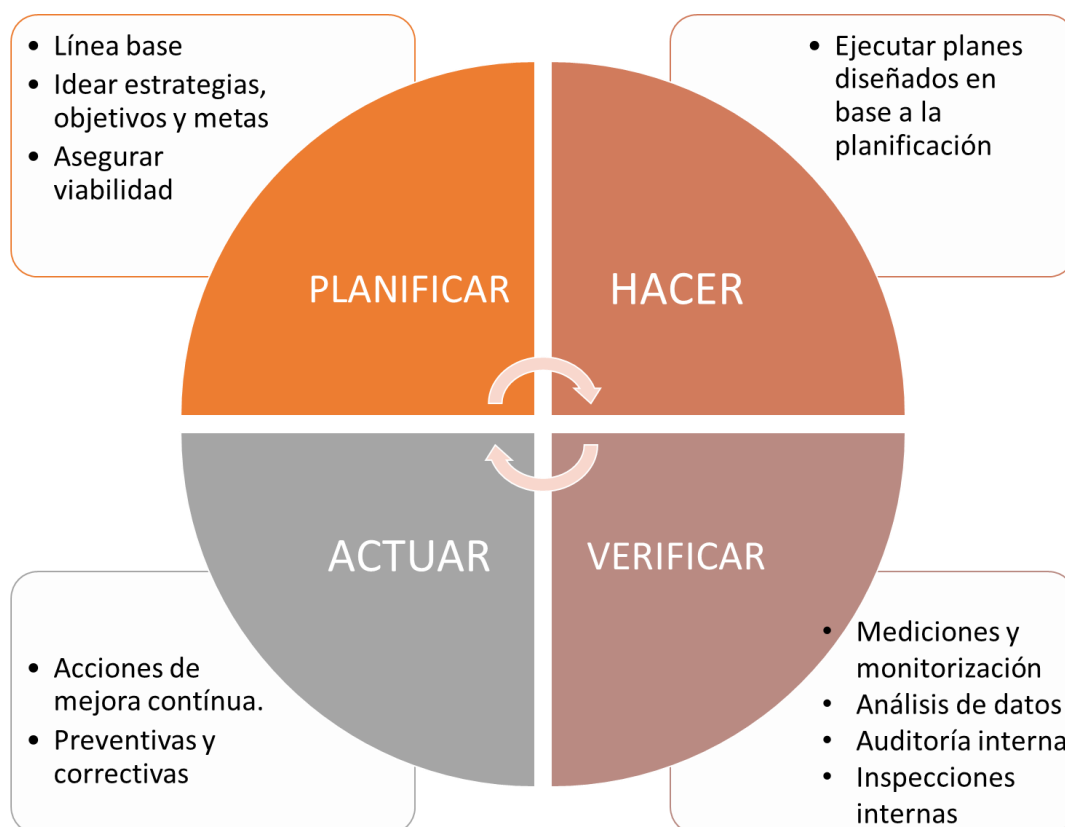 • Línea base
• Idear estrategias,
objetivos y metas
• Asegurar
viabilidad
• Ejecutar planes
diseñados en
base a la
planificación
PLANIFICAR
HACER
ACTUAR
VERIFICAR
• Acciones de
mejora contínua.
• Preventivas y
correctivas
• Mediciones y
monitorización
• Análisis de datos
• Auditoría interna
• Inspecciones
internas